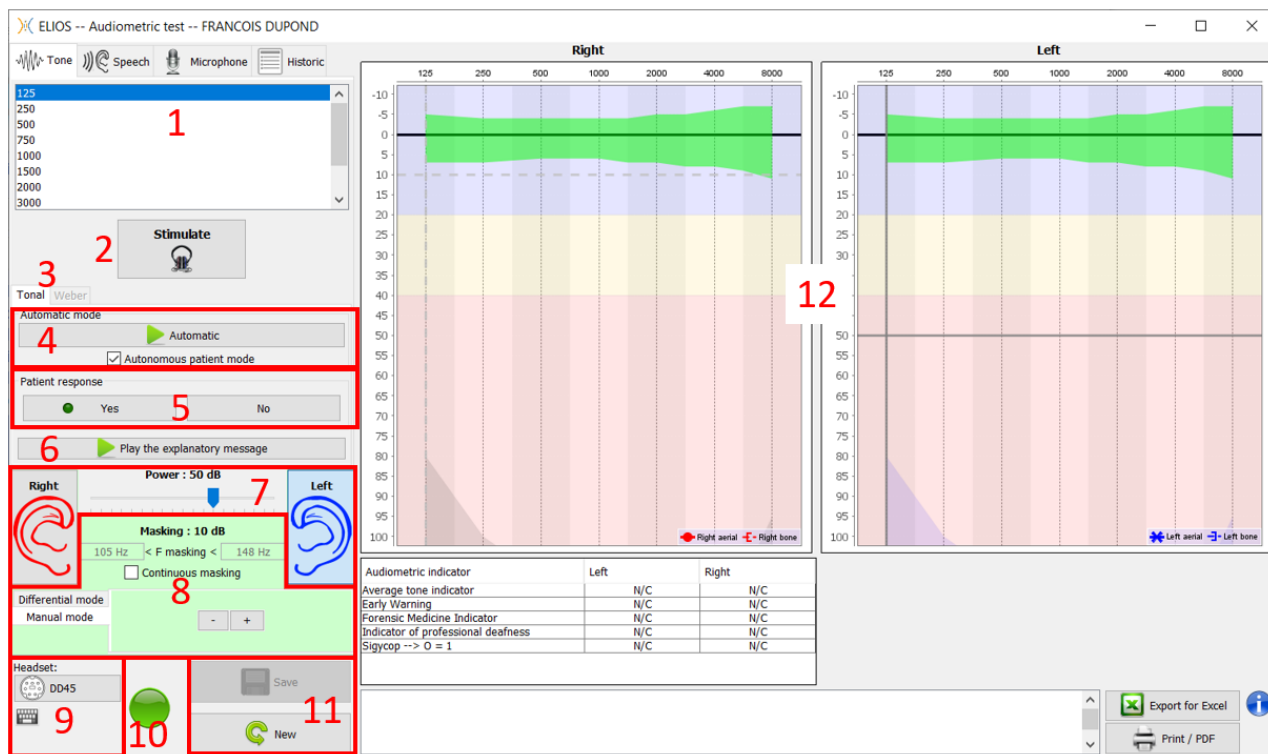 ELIOS -- Audiometric test -- FRANCOIS DUPOND
Tone Speech Microphone Historic
125
250
500
750
1000
1500
2000
3000
1
2
Stimulate
3
Tonal Weber
Automatic mode
4
Automatic
Autonomous patient mode
Patient response
Yes 5 No
6 Play the explanatory message
Right
Power : 50 dB
7
Left
Masking : 10 dB
105 Hz < F masking < 148 Hz
Continuous masking
8
Differential mode
Manual mode
- +
Headset:
DD45
9
10
Save
11
New
Right
125 250 500 1000 2000 4000 8000
-10
-5
0
5
10
15
20
25
30
35
40
45
50
55
60
65
70
75
80
85
90
95
100
Right aerial Right bone
12
Left
125 250 500 1000 2000 4000 8000
-10
-5
0
5
10
15
20
25
30
35
40
45
50
55
60
65
70
75
80
85
90
95
100
Left aerial Left bone
Audiometric indicator Left Right
Average tone indicator N/C N/C
Early Warning N/C N/C
Forensic Medicine Indicator N/C N/C
Indicator of professional deafness N/C N/C
Sigycop --> O = 1 N/C N/C
Export for Excel
Print / PDF